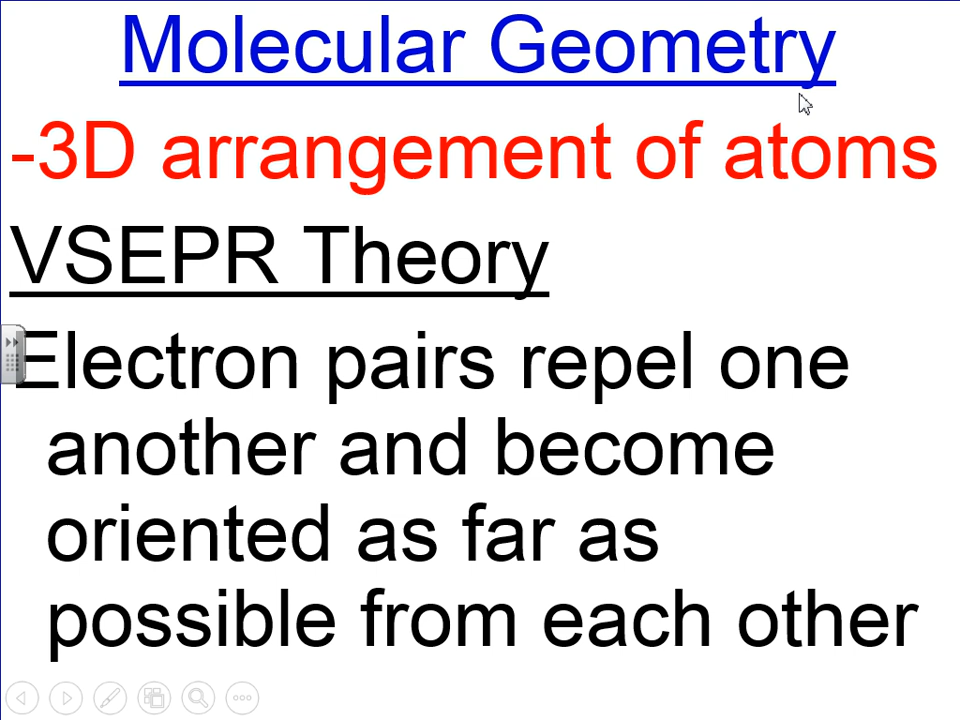 Molecular Geometry
-3D arrangement of atoms
VSEPR Theory
Electron pairs repel one
another and become
oriented as far as
possible from each other